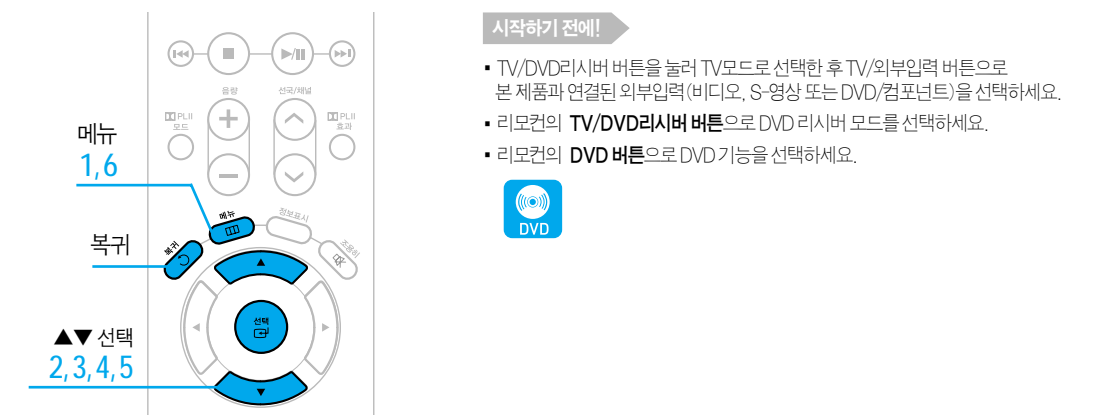 시작하기 전에!
▪ TV/DVD리시버 버튼을 눌러 TV모드로 선택한 후 TV/외부입력 버튼으로
본 제품과 연결된 외부입력(비디오, S-영상 또는 DVD/컴포넌트)을 선택하세요.
▪ 리모컨의 TV/DVD리시버 버튼으로 DVD 리시버 모드를 선택하세요.
▪ 리모컨의 DVD 버튼으로 DVD 기능을 선택하세요.
DVD
음량
선국/채널
PLII
모드
PLII
효과
메뉴
1,6
메뉴
정보표시
복귀
복귀
조용히
선택
▲▼ 선택
2,3,4,5